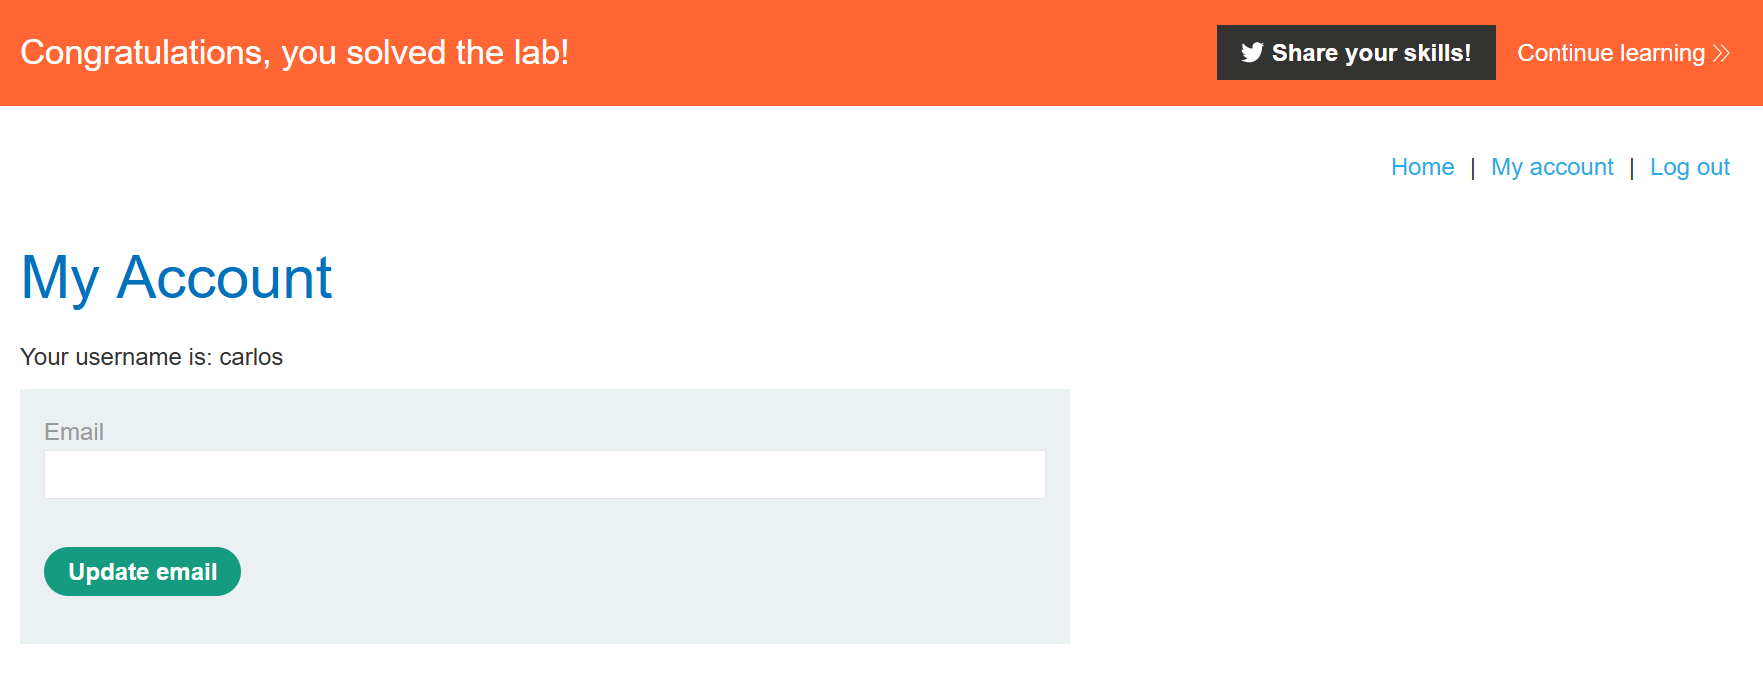 Congratulations, you solved the lab!
Share your skills!
Continue learning
Home | My account | Log out
My Account
Your username is: carlos
Email
Update email